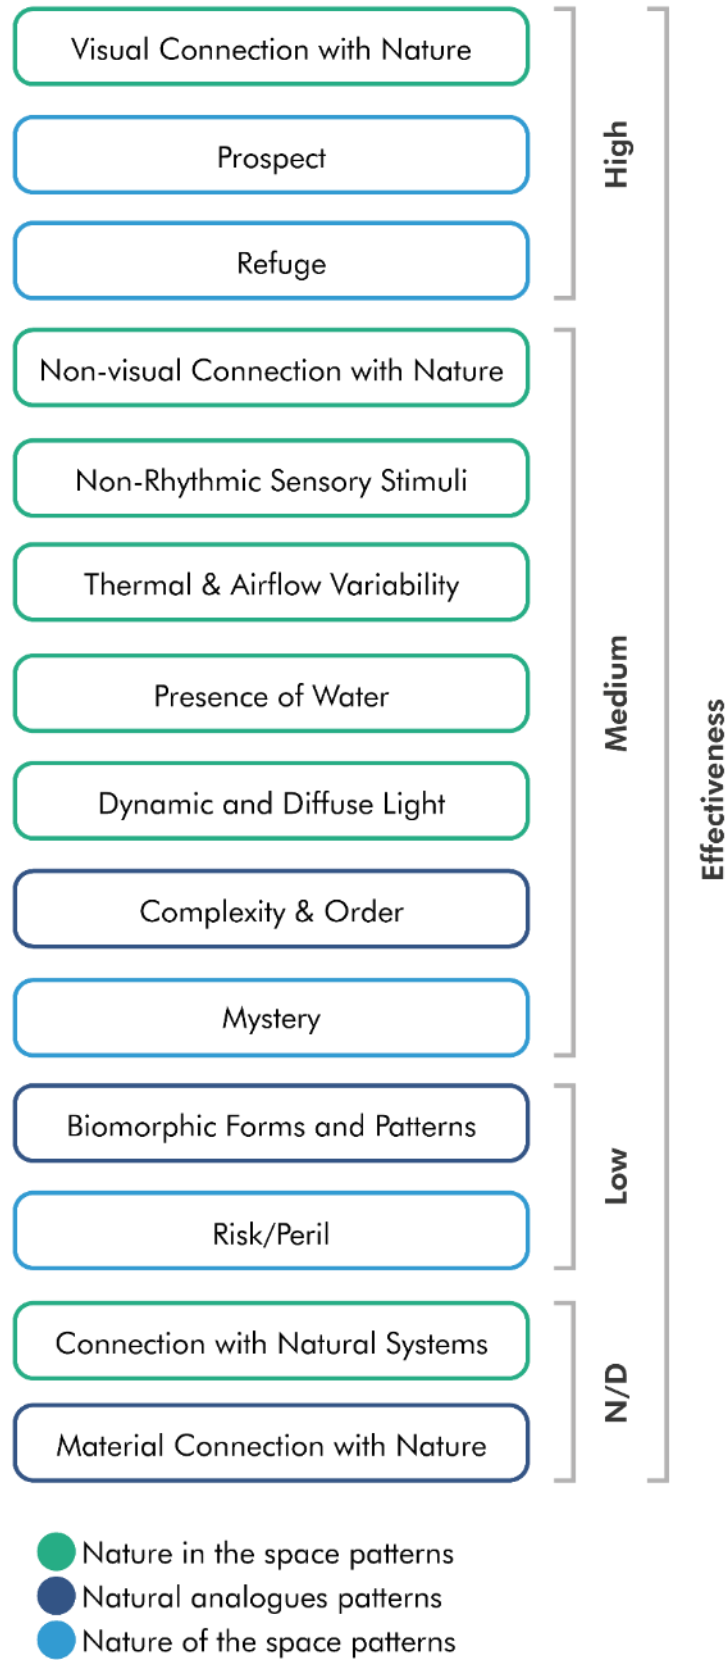 Visual Connection with Nature
Prospect
Refuge
High
Non-visual Connection with Nature
Non-Rhythmic Sensory Stimuli
Thermal & Airflow Variability
Presence of Water
Dynamic and Diffuse Light
Complexity & Order
Mystery
Medium
Biomorphic Forms and Patterns
Risk/Peril
Low
Connection with Natural Systems
Material Connection with Nature
N/D
Effectiveness
Nature in the space patterns
Natural analogues patterns
Nature of the space patterns